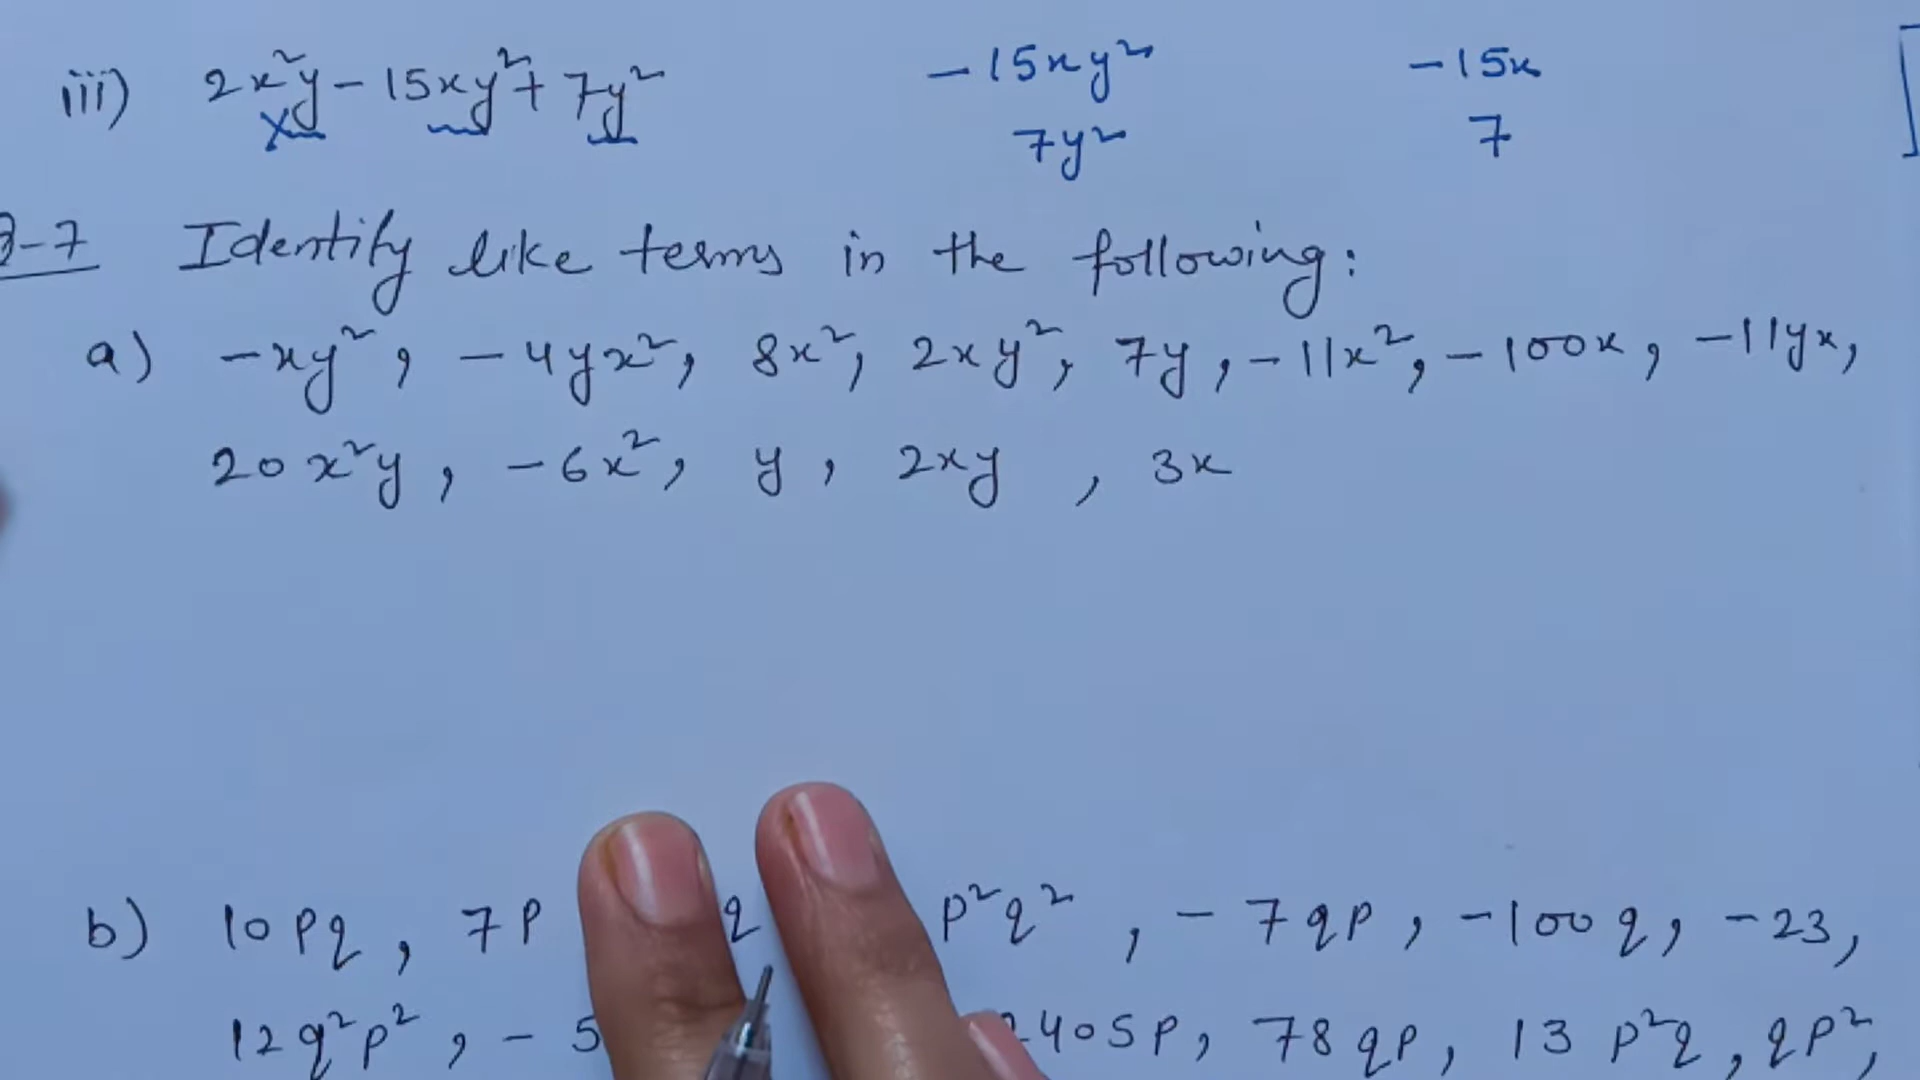 iii) 2x²y - 15xy² + 7y² -15xy² -15x
7y² 7
-7 Identify like terms in the following:
a) -xy², -4yx², 8x², 2xy², 7y, -11x², -100x, -11yx,
20x²y, -6x², y, 2xy, 3x
b) 10pq, 7p q p²q², -7qp, -100q, -23,
12q²p², -5 2405p, 78qp, 13p²q, qp²,